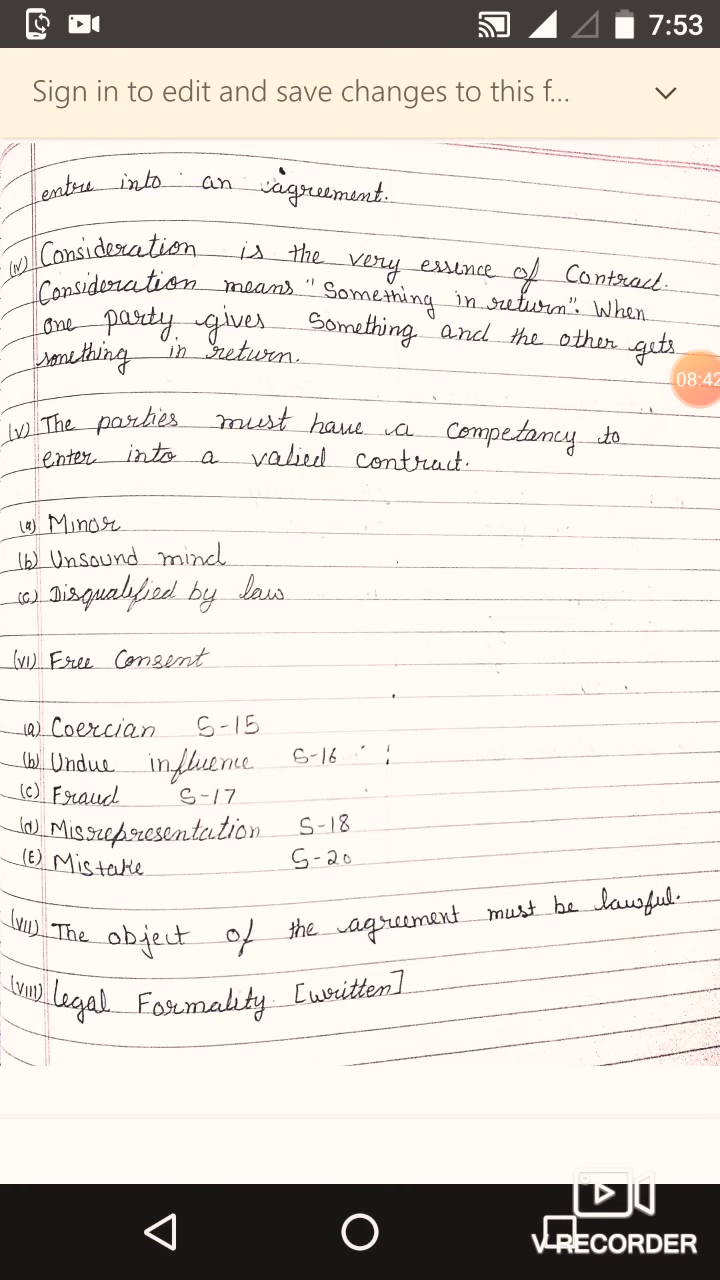 7:53
Sign in to edit and save changes to this f...
entre into an agreement.
(IV) Consideration is the very essence of Contract.
Consideration means "Something in return". When
one party gives Something and the other gets
something in return.
08:42
(V) The parties must have a competancy to
enter into a valied contract.
(a) Minor
(b) Unsound mind
(c) Disqualified by law
(VI) Free Consent
(a) Coercian S-15
(b) Undue influence S-16
(c) Fraud S-17
(d) Misrepresentation S-18
(E) Mistake S-20
(VII) The object of the agreement must be lawful.
(VIII) legal Formality [written]
V RECORDER